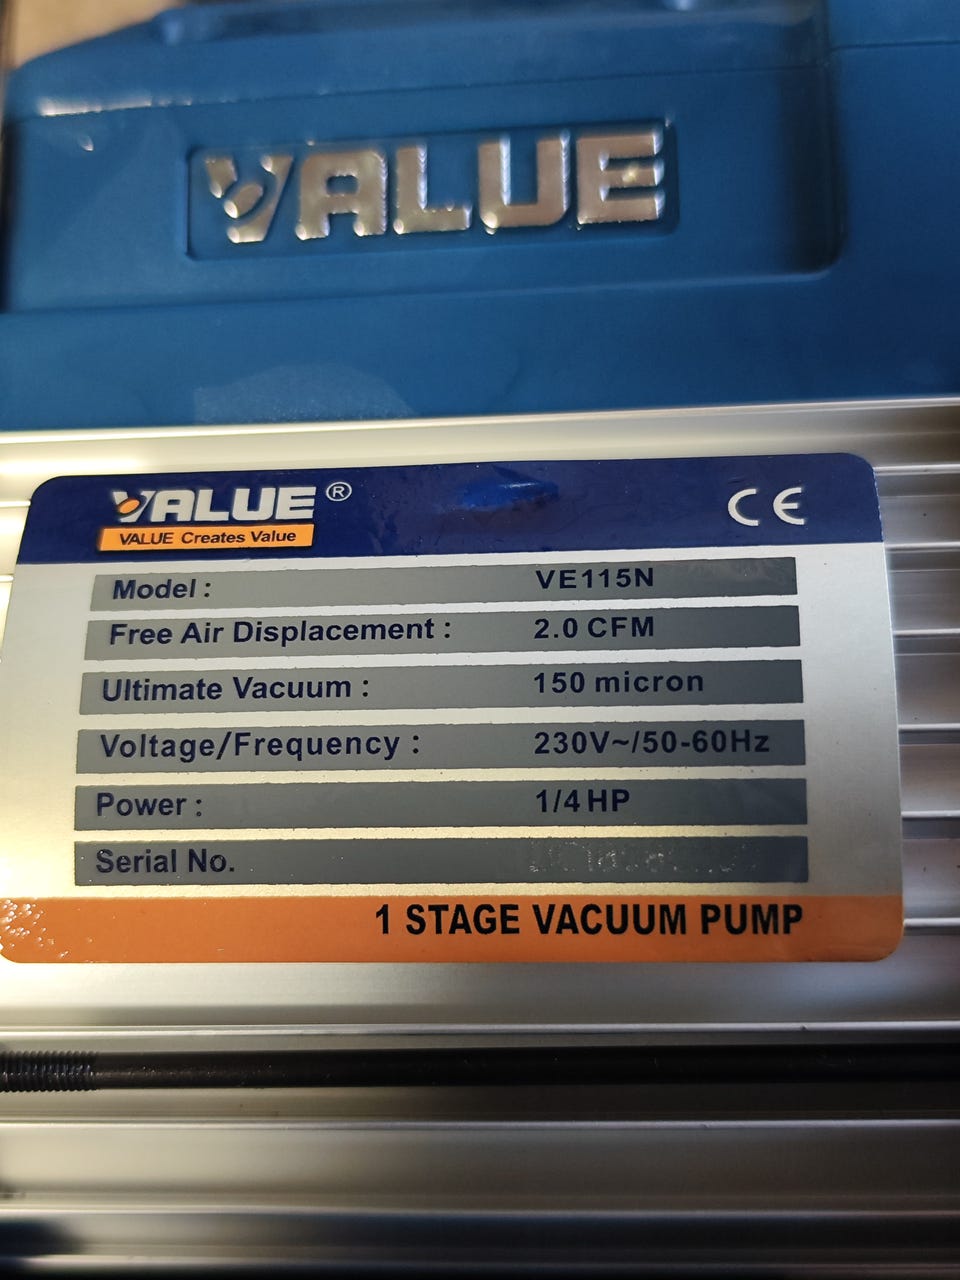 VALUE
VALUE®
CE
VALUE Creates Value
Model : VE115N
Free Air Displacement : 2.0 CFM
Ultimate Vacuum : 150 micron
Voltage/Frequency : 230V~/50-60Hz
Power : 1/4 HP
Serial No.
1 STAGE VACUUM PUMP